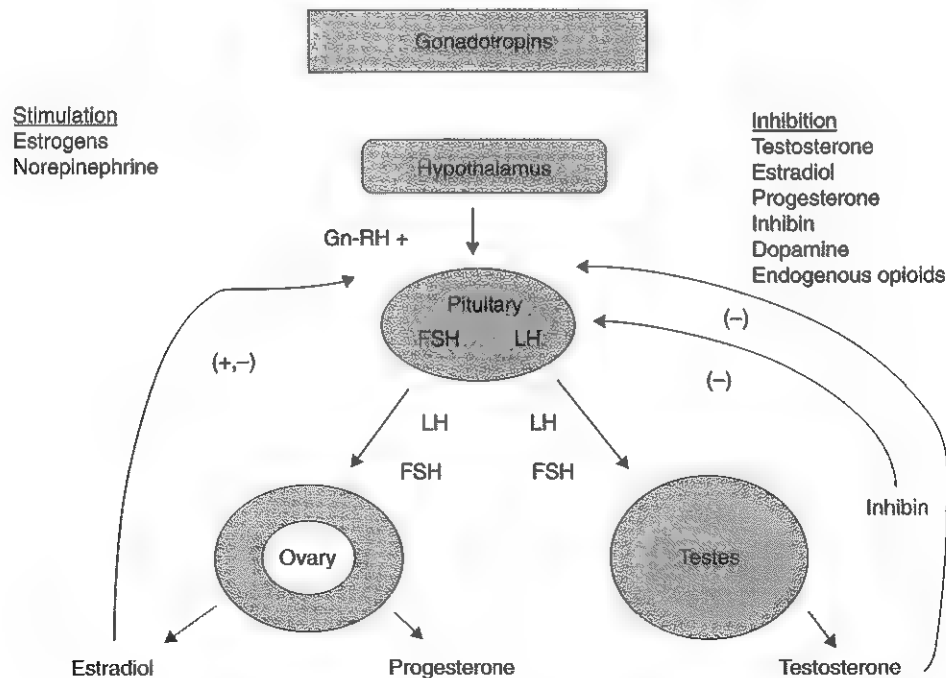 Gonadotropins
Stimulation
Estrogens
Norepinephrine
Inhibition
Testosterone
Estradiol
Progesterone
Inhibin
Dopamine
Endogenous opioids
Hypothalamus
Gn-RH +
Pituitary
FSH LH
(+,–)
(–)
(–)
LH LH
FSH FSH
Inhibin
Ovary
Testes
Estradiol
Progesterone
Testosterone